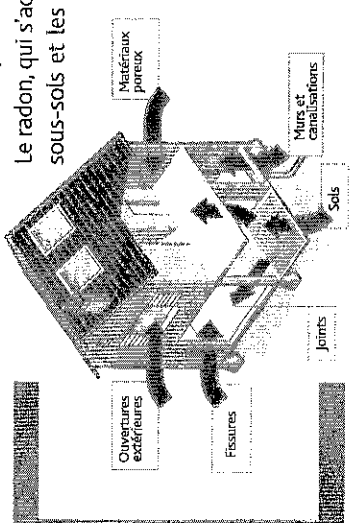 Le radon, qui s'ac
sous-sols et les
Matériaux
poreux
Ouvertures
extérieures
Murs et
canalisations
Fissures
Sols
Joints